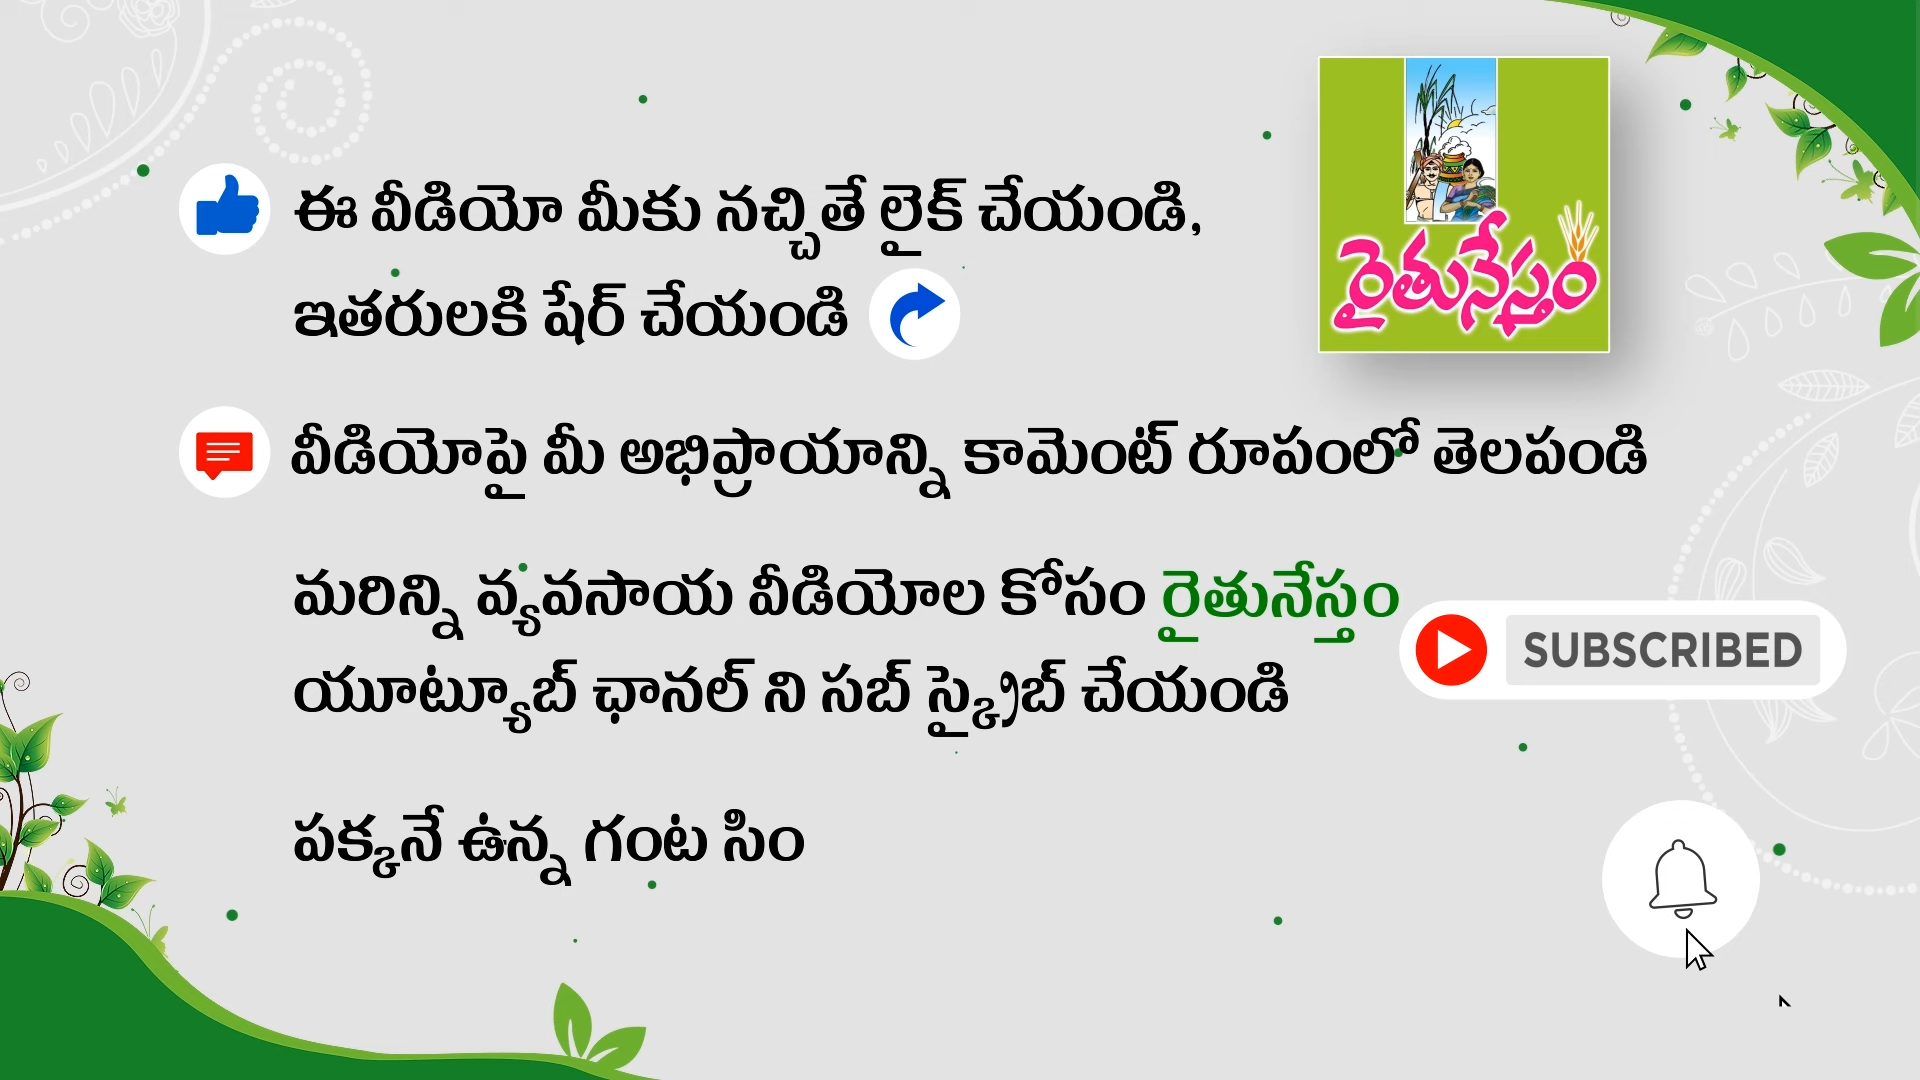 రైతునేస్తం
ఈ వీడియో మీకు నచ్చితే లైక్ చేయండి,
ఇతరులకి షేర్ చేయండి
వీడియోపై మీ అభిప్రాయాన్ని కామెంట్ రూపంలో తెలపండి
మరిన్ని వ్యవసాయ వీడియోల కోసం రైతునేస్తం
యూట్యూబ్ ఛానల్ ని సబ్ స్క్రైబ్ చేయండి
SUBSCRIBED
పక్కనే ఉన్న గంట సిం